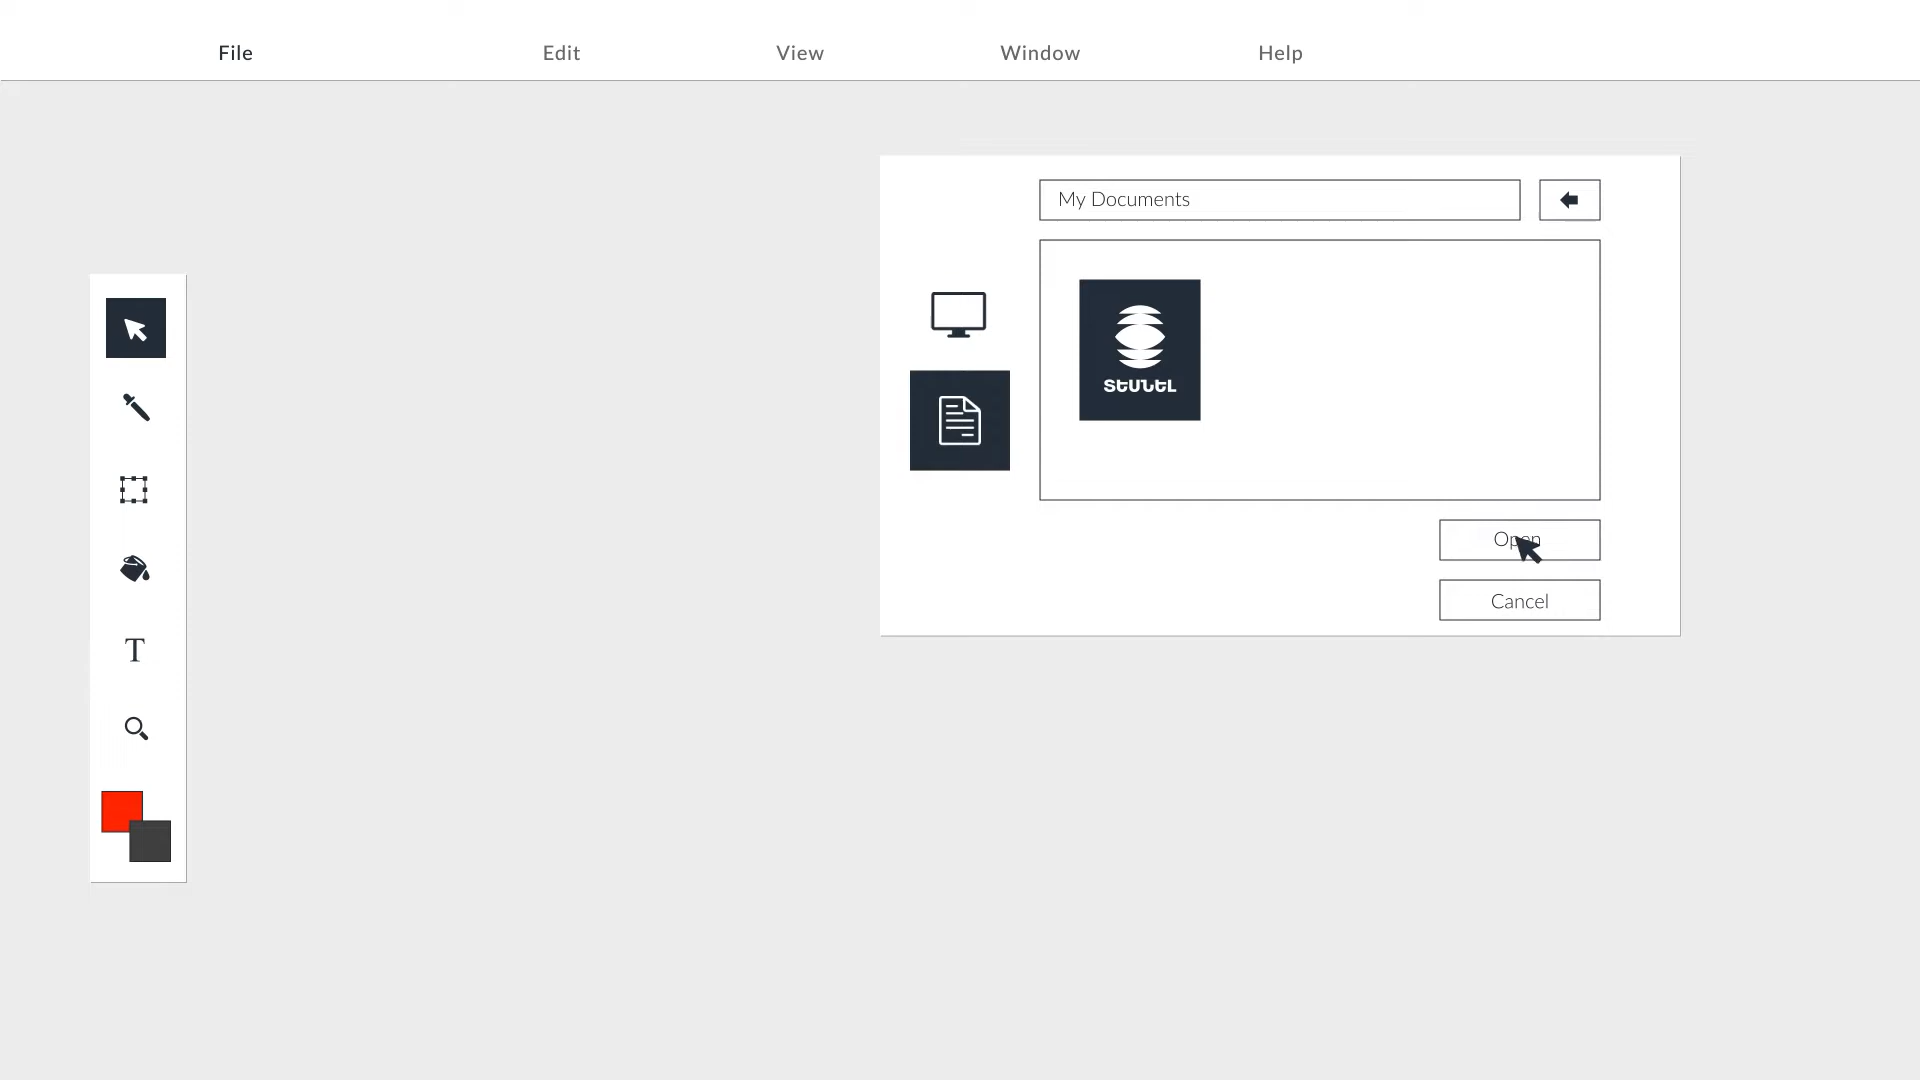 File Edit View Window Help
My Documents
ՏԵՍՆԵԼ
Open
T
Cancel